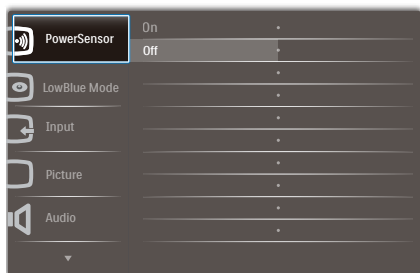 PowerSensor
On
Off
LowBlue Mode
Input
Picture
Audio